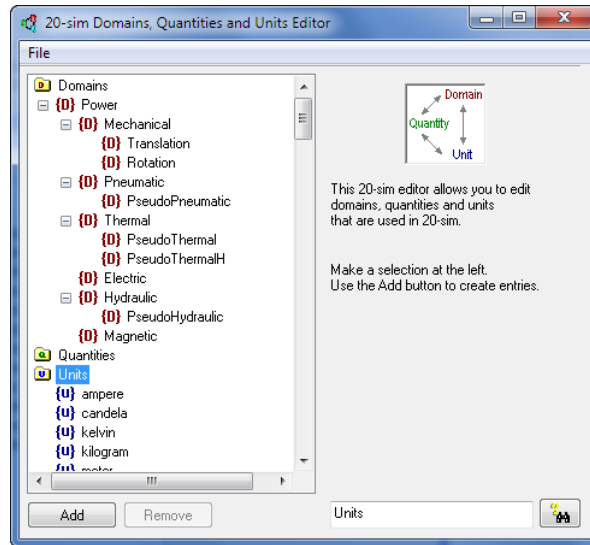 20-sim Domains, Quantities and Units Editor
File
Domains
{D} Power
{D} Mechanical
{D} Translation
{D} Rotation
{D} Pneumatic
{D} PseudoPneumatic
{D} Thermal
{D} PseudoThermal
{D} PseudoThermalH
{D} Electric
{D} Hydraulic
{D} PseudoHydraulic
{D} Magnetic
Quantities
Units
{u} ampere
{u} candela
{u} kelvin
{u} kilogram
{u} meter
Add
Remove
Domain
Quantity
Unit
This 20-sim editor allows you to edit
domains, quantities and units
that are used in 20-sim.
Make a selection at the left.
Use the Add button to create entries.
Units